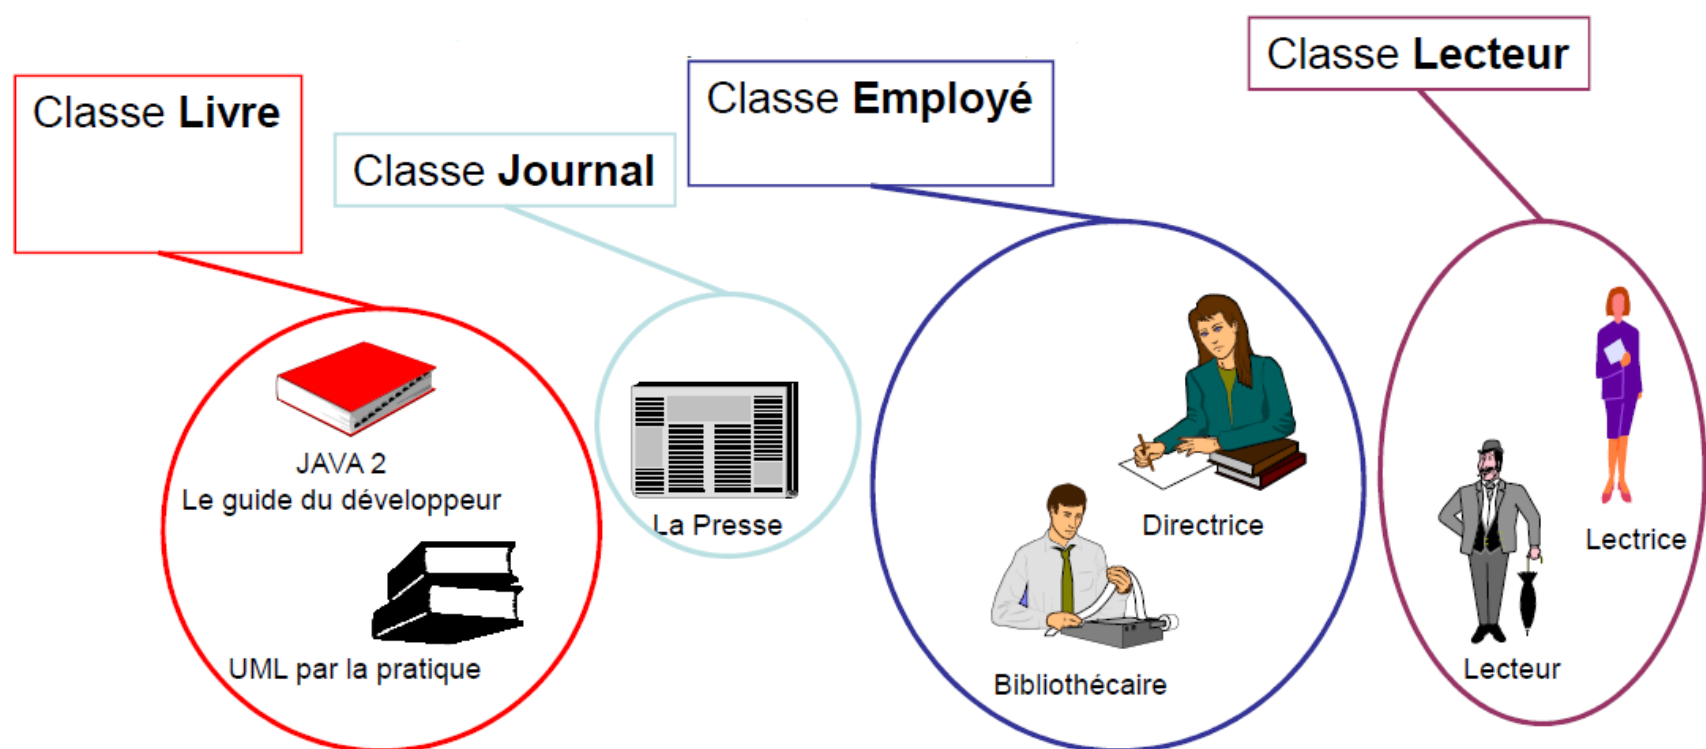 Classe Livre
Classe Journal
Classe Employé
Classe Lecteur
JAVA 2
Le guide du développeur
UML par la pratique
La Presse
Directrice
Bibliothécaire
Lectrice
Lecteur